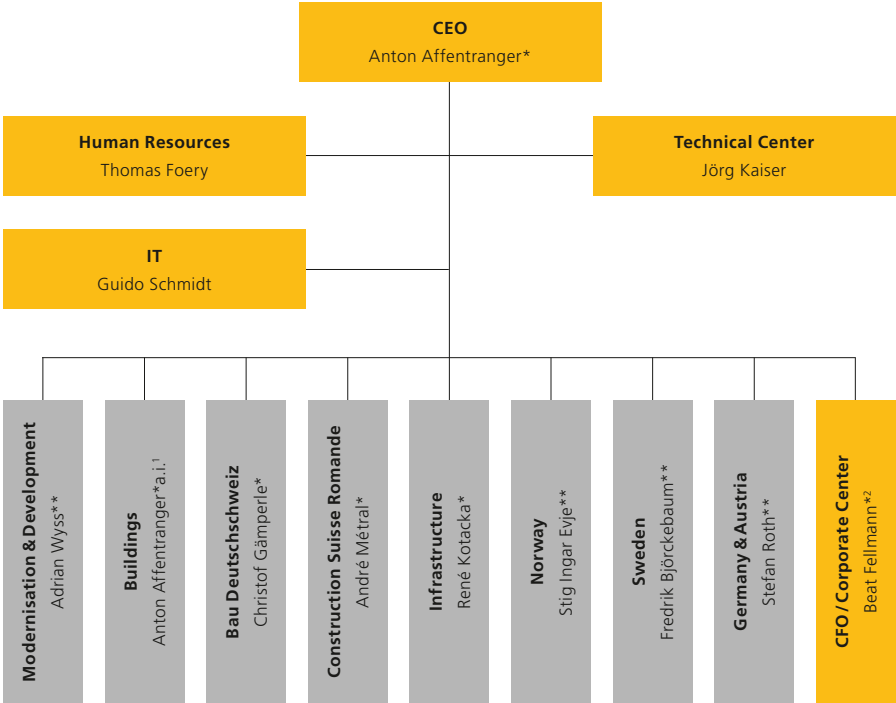 CEO
Anton Affentranger*
Human Resources
Thomas Foery
Technical Center
Jörg Kaiser
IT
Guido Schmidt
Modernisation & Development
Adrian Wyss**
Buildings
Anton Affentranger*a.i.¹
Bau Deutschschweiz
Christof Gämperle*
Construction Suisse Romande
André Métral*
Infrastructure
René Kotacka*
Norway
Stig Ingar Evje**
Sweden
Fredrik Björckebaum**
Germany & Austria
Stefan Roth**
CFO / Corporate Center
Beat Fellmann*²